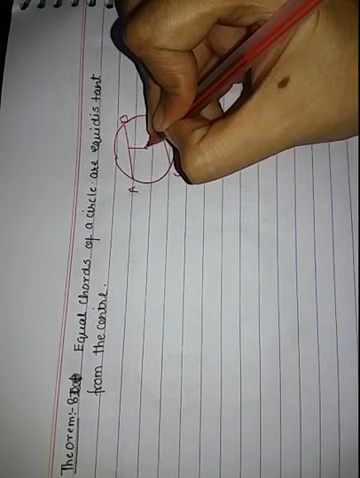 Theorem:- Equal chords of a circle are equidistant
from the centre.
B
A